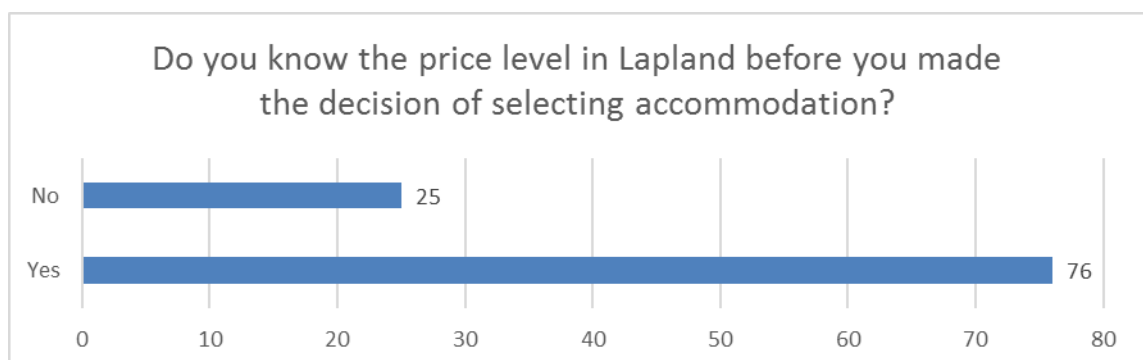 Do you know the price level in Lapland before you made
the decision of selecting accommodation?
No
25
Yes
76
0 10 20 30 40 50 60 70 80